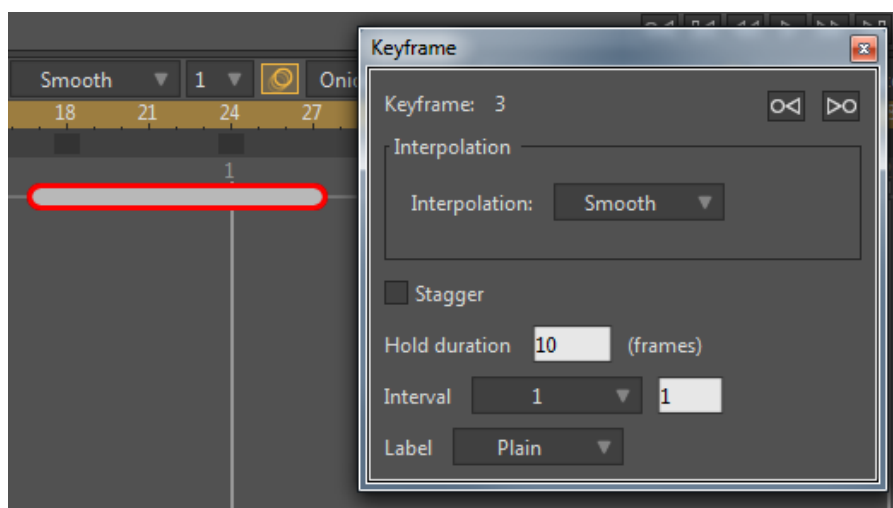 Keyframe
Smooth 1 Onio
18 21 24 27
1
Keyframe: 3
Interpolation
Interpolation: Smooth
Stagger
Hold duration 10 (frames)
Interval 1 1
Label Plain